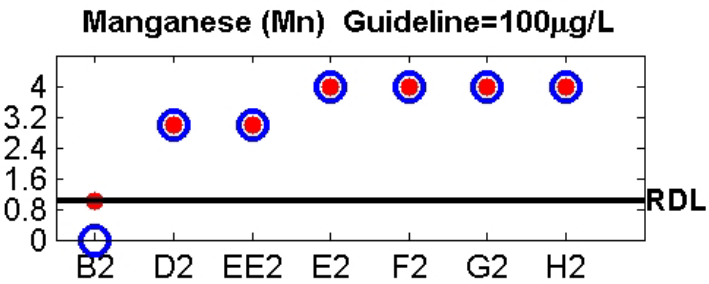 Manganese (Mn) Guideline=100µg/L
4
3.2
2.4
1.6
0.8
0
RDL
B2 D2 EE2 E2 F2 G2 H2